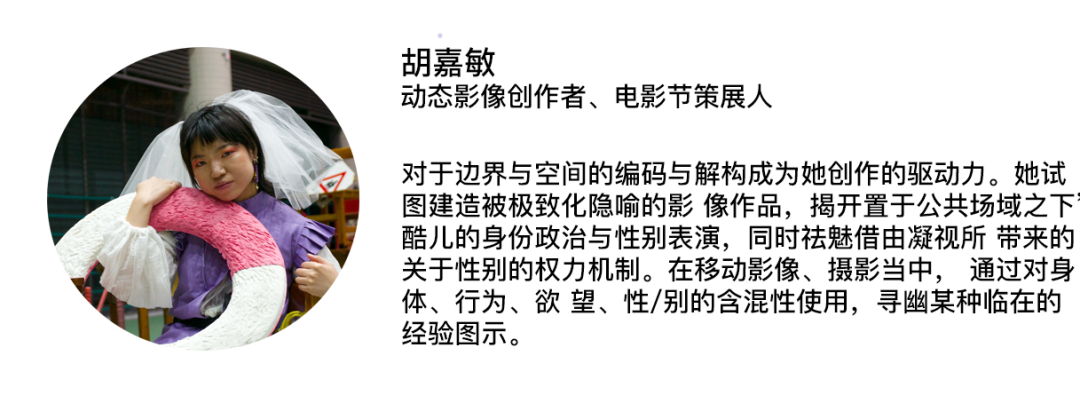 胡嘉敏
动态影像创作者、电影节策展人
对于边界与空间的编码与解构成为她创作的驱动力。她试
图建造被极致化隐喻的影 像作品，揭开置于公共场域之下
酷儿的身份政治与性别表演，同时祛魅借由凝视所 带来的
关于性别的权力机制。在移动影像、摄影当中， 通过对身
体、行为、欲 望、性/别的含混性使用，寻幽某种临在的
经验图示。